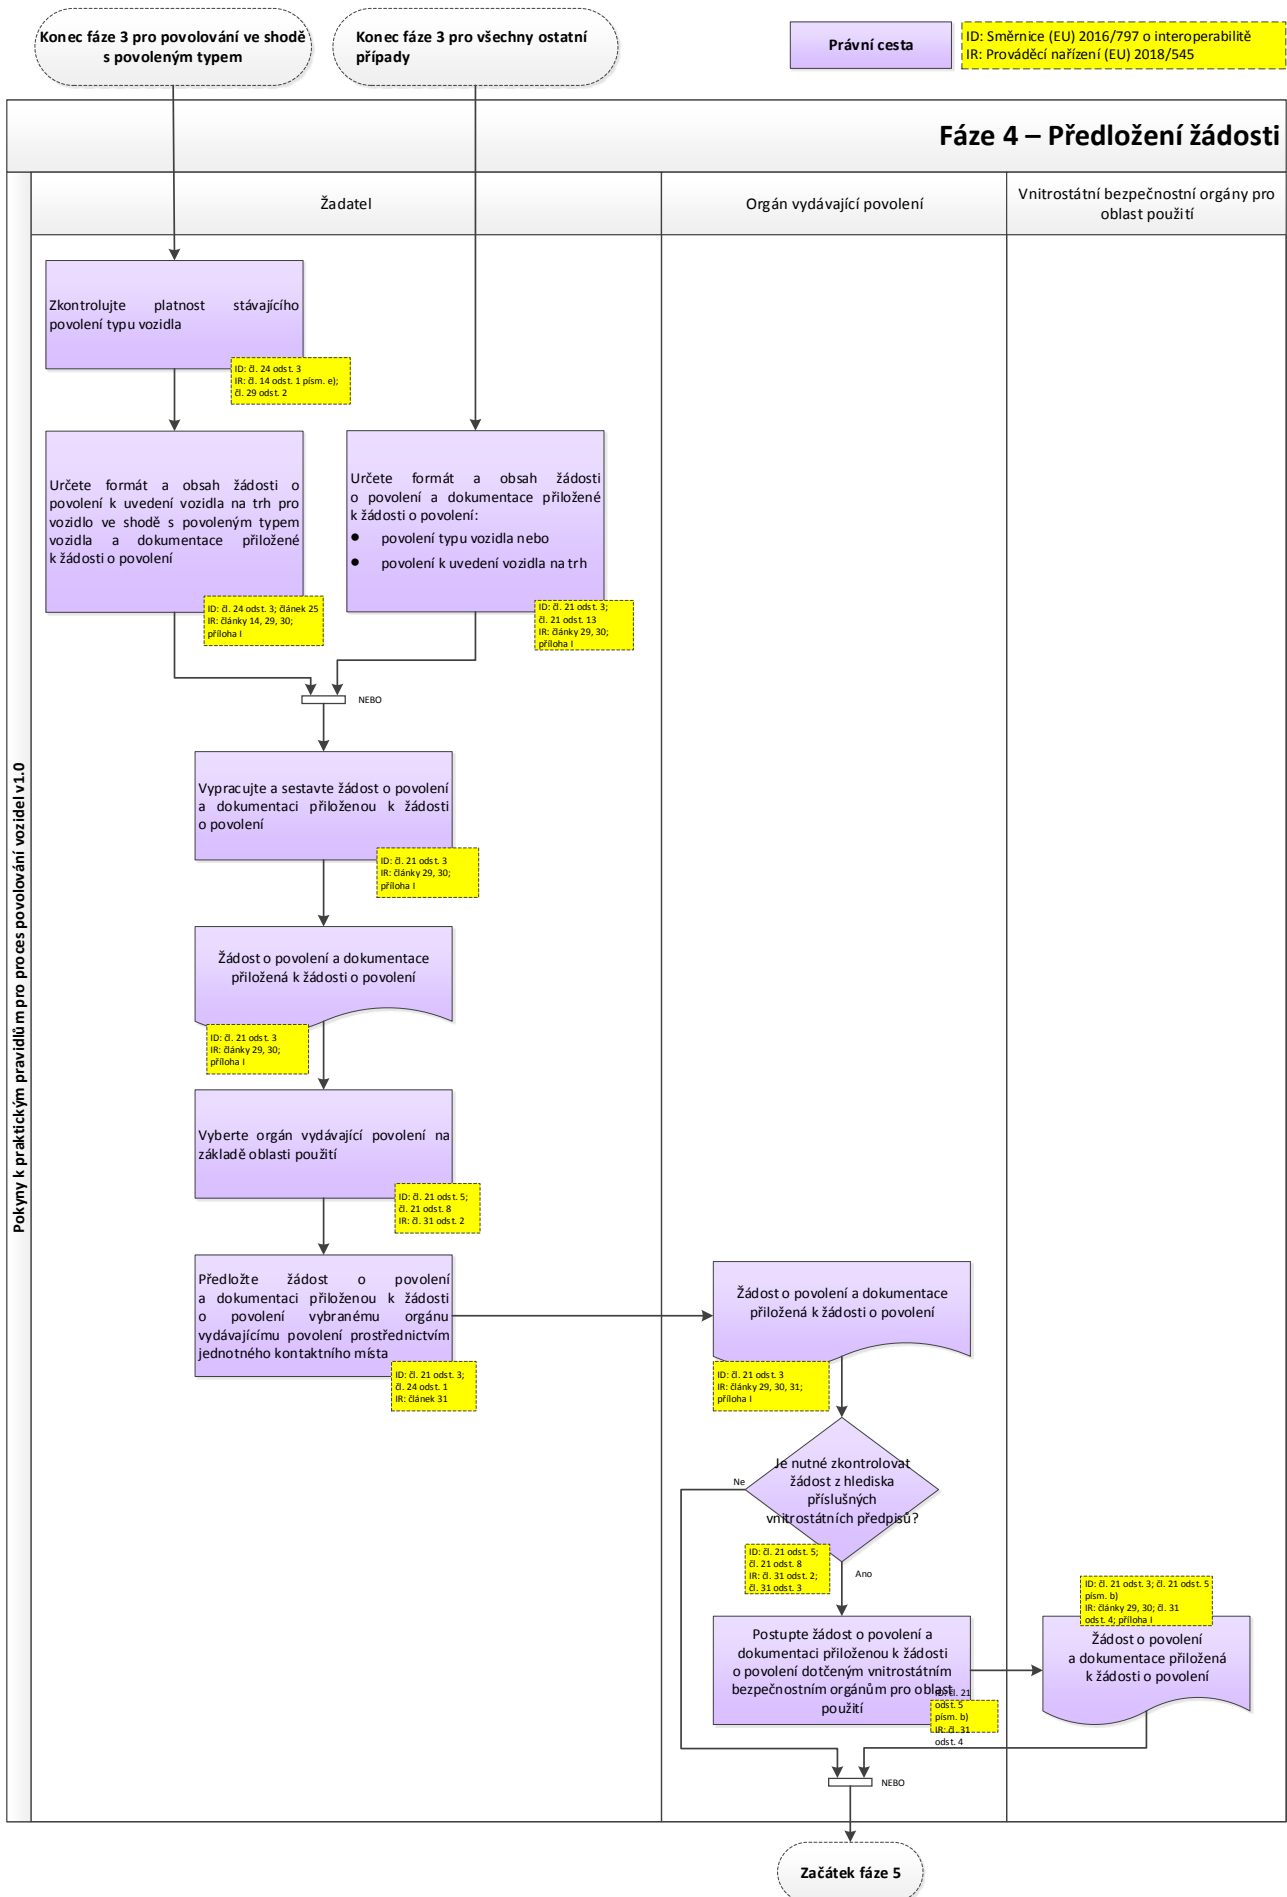 Konec fáze 3 pro povolování ve shodě
s povoleným typem
Konec fáze 3 pro všechny ostatní
případy
Právní cesta
ID: Směrnice (EU) 2016/797 o interoperabilitě
IR: Prováděcí nařízení (EU) 2018/545
Fáze 4 – Předložení žádosti
Pokyny k praktickým pravidlům pro proces povolování vozidel v1.0
Žadatel
Orgán vydávající povolení
Vnitrostátní bezpečnostní orgány pro
oblast použití
Zkontrolujte platnost stávajícího
povolení typu vozidla
ID: čl. 24 odst. 3
IR: čl. 14 odst. 1 písm. e);
čl. 29 odst. 2
Určete formát a obsah žádosti o
povolení k uvedení vozidla na trh pro
vozidlo ve shodě s povoleným typem
vozidla a dokumentace přiložené
k žádosti o povolení
ID: čl. 24 odst. 3; článek 25
IR: články 14, 29, 30;
příloha I
Určete formát a obsah žádosti
o povolení a dokumentace přiložené
k žádosti o povolení:
● povolení typu vozidla nebo
● povolení k uvedení vozidla na trh
ID: čl. 21 odst. 3;
čl. 21 odst. 13
IR: články 29, 30;
příloha I
NEBO
Vypracujte a sestavte žádost o povolení
a dokumentaci přiloženou k žádosti
o povolení
ID: čl. 21 odst. 3
IR: články 29, 30;
příloha I
Žádost o povolení a dokumentace
přiložená k žádosti o povolení
ID: čl. 21 odst. 3
IR: články 29, 30;
příloha I
Vyberte orgán vydávající povolení na
základě oblasti použití
ID: čl. 21 odst. 5;
čl. 21 odst. 8
IR: čl. 31 odst. 2
Předložte žádost o povolení
a dokumentaci přiloženou k žádosti
o povolení vybranému orgánu
vydávajícímu povolení prostřednictvím
jednotného kontaktního místa
ID: čl. 21 odst. 3;
čl. 24 odst. 1
IR: článek 31
Žádost o povolení a dokumentace
přiložená k žádosti o povolení
ID: čl. 21 odst. 3
IR: články 29, 30, 31;
příloha I
Je nutné zkontrolovat
žádost z hlediska
příslušných
vnitrostátních předpisů?
Ne
ID: čl. 21 odst. 5;
čl. 21 odst. 8
IR: čl. 31 odst. 2;
čl. 31 odst. 3
Ano
Postupte žádost o povolení a
dokumentaci přiloženou k žádosti
o povolení dotčeným vnitrostátním
bezpečnostním orgánům pro oblast
použití
ID: čl. 21
odst. 5
písm. b)
IR: čl. 31
odst. 4
ID: čl. 21 odst. 3; čl. 21 odst. 5
písm. b)
IR: články 29, 30; čl. 31
odst. 4; příloha I
Žádost o povolení
a dokumentace přiložená
k žádosti o povolení
NEBO
Začátek fáze 5